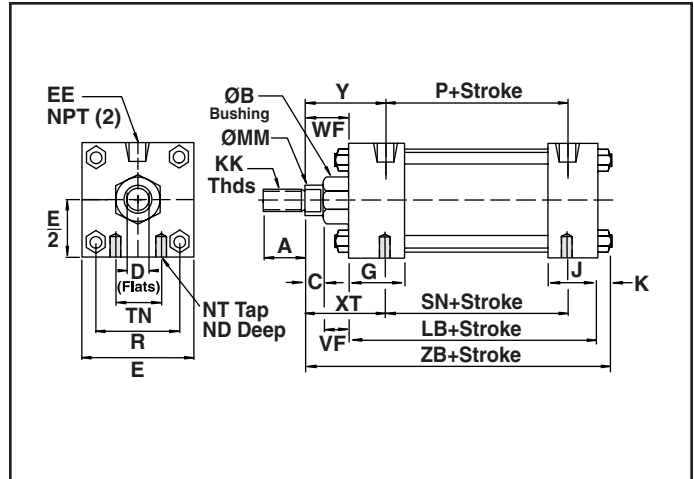 EE
NPT (2)
ØB
Bushing
ØMM
KK
Thds
Y
P+Stroke
WF
E
2
A
C
G
J
K
D
(Flats)
TN
R
E
NT Tap
ND Deep
XT
VF
SN+Stroke
LB+Stroke
ZB+Stroke